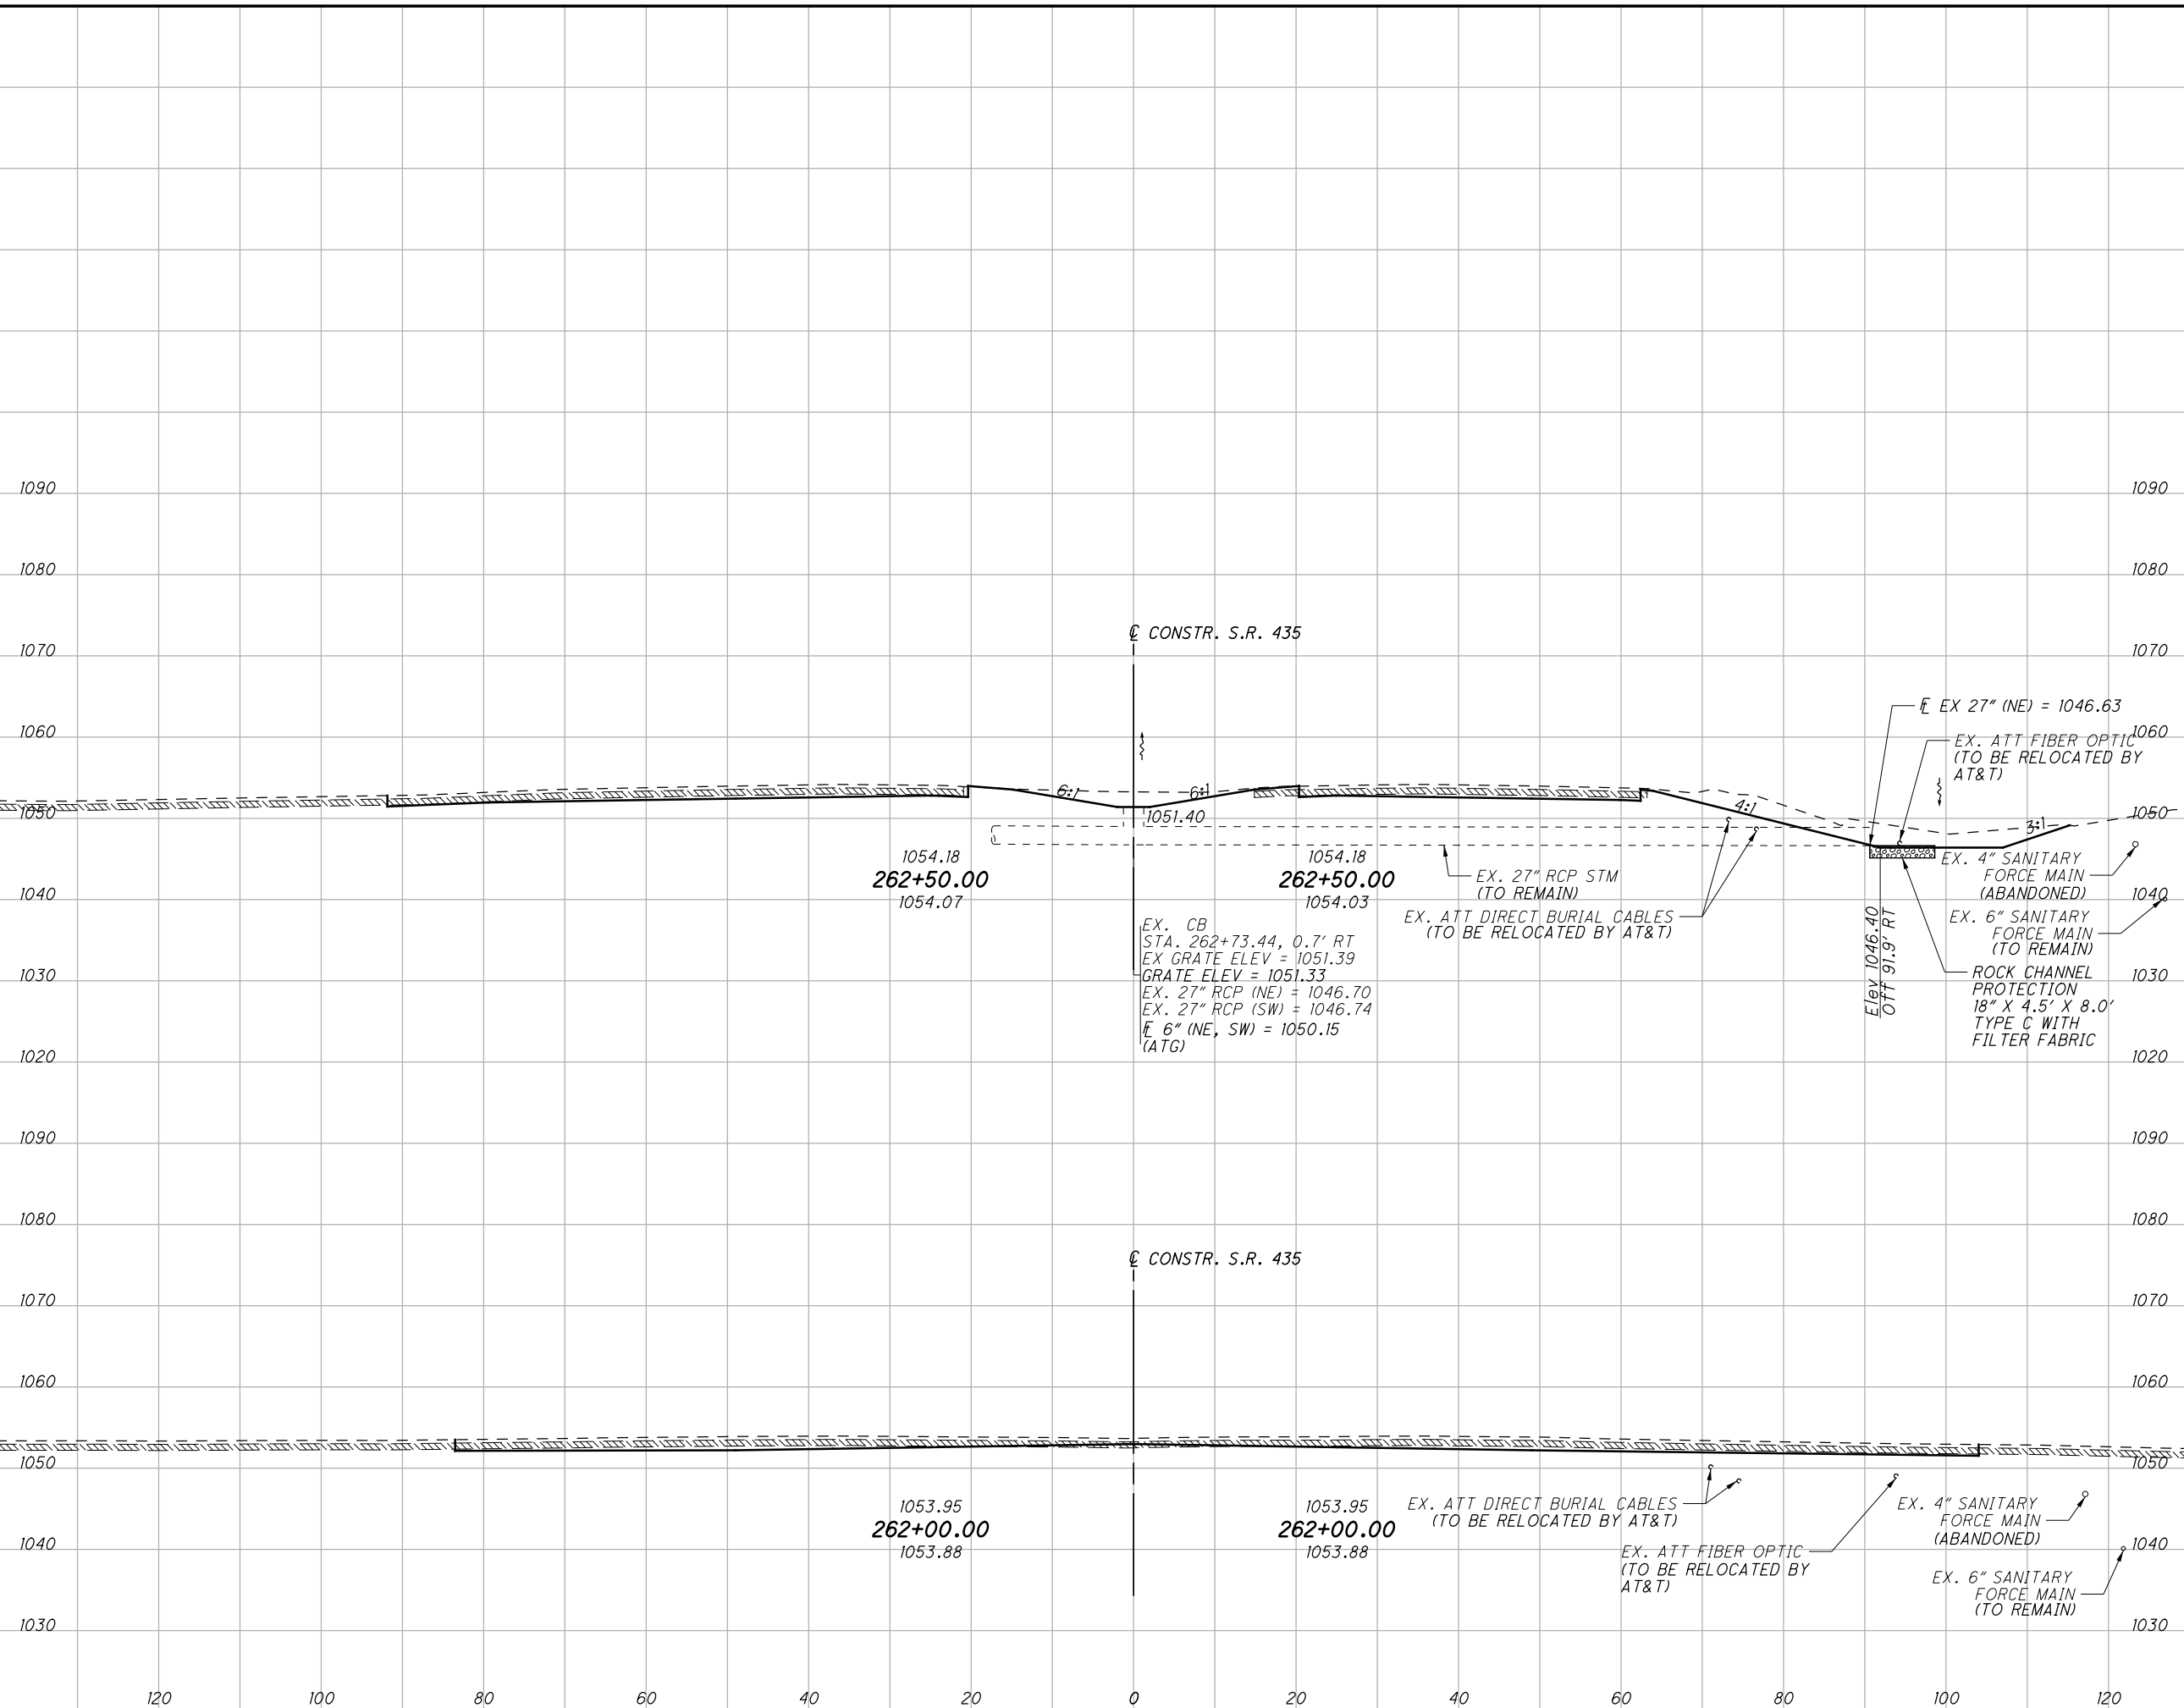 1090 1090
1080 1080
℄ CONSTR. S.R. 435
1070 1070
℄ EX 27" (NE) = 1046.63
1060 1060
EX. ATT FIBER OPTIC
(TO BE RELOCATED BY
AT&T)
6:1 6:1 4:1 3:1
1050 1051.40 1050
1054.18
262+50.00
1054.07
1054.18
262+50.00
1054.03
EX. 27" RCP STM
(TO REMAIN)
EX. ATT DIRECT BURIAL CABLES
(TO BE RELOCATED BY AT&T)
EX. 4" SANITARY
FORCE MAIN
(ABANDONED)
1040 1040
EX. 6" SANITARY
FORCE MAIN
(TO REMAIN)
Elev 1046.40
Off 91.9' RT
ROCK CHANNEL
PROTECTION
18" X 4.5' X 8.0'
TYPE C WITH
FILTER FABRIC
EX. CB
STA. 262+73.44, 0.7' RT
EX GRATE ELEV = 1051.39
GRATE ELEV = 1051.33
EX. 27" RCP (NE) = 1046.70
EX. 27" RCP (SW) = 1046.74
℄ 6" (NE, SW) = 1050.15
(ATG)
1030 1030
1020 1020
1090 1090
1080 1080
℄ CONSTR. S.R. 435
1070 1070
1060 1060
1050 1050
1053.95
262+00.00
1053.88
1053.95
262+00.00
1053.88
EX. ATT DIRECT BURIAL CABLES
(TO BE RELOCATED BY AT&T)
EX. 4" SANITARY
FORCE MAIN
(ABANDONED)
1040 1040
EX. ATT FIBER OPTIC
(TO BE RELOCATED BY
AT&T)
EX. 6" SANITARY
FORCE MAIN
(TO REMAIN)
1030 1030
120 100 80 60 40 20 0 20 40 60 80 100 120